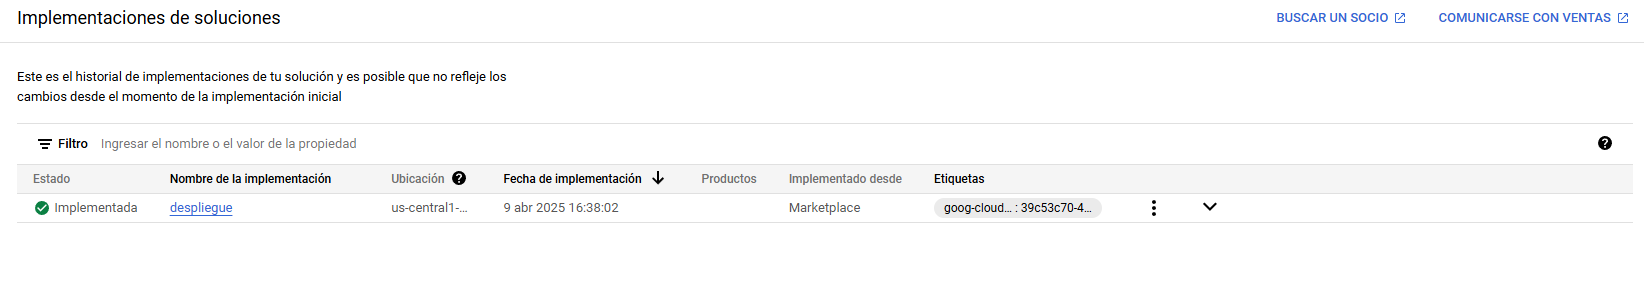 Implementaciones de soluciones
BUSCAR UN SOCIO
COMUNICARSE CON VENTAS
Este es el historial de implementaciones de tu solución y es posible que no refleje los
cambios desde el momento de la implementación inicial
Filtro Ingresar el nombre o el valor de la propiedad
Estado Nombre de la implementación Ubicación Fecha de implementación Productos Implementado desde Etiquetas
Implementada despliegue us-central1-... 9 abr 2025 16:38:02 Marketplace goog-cloud... : 39c53c70-4...